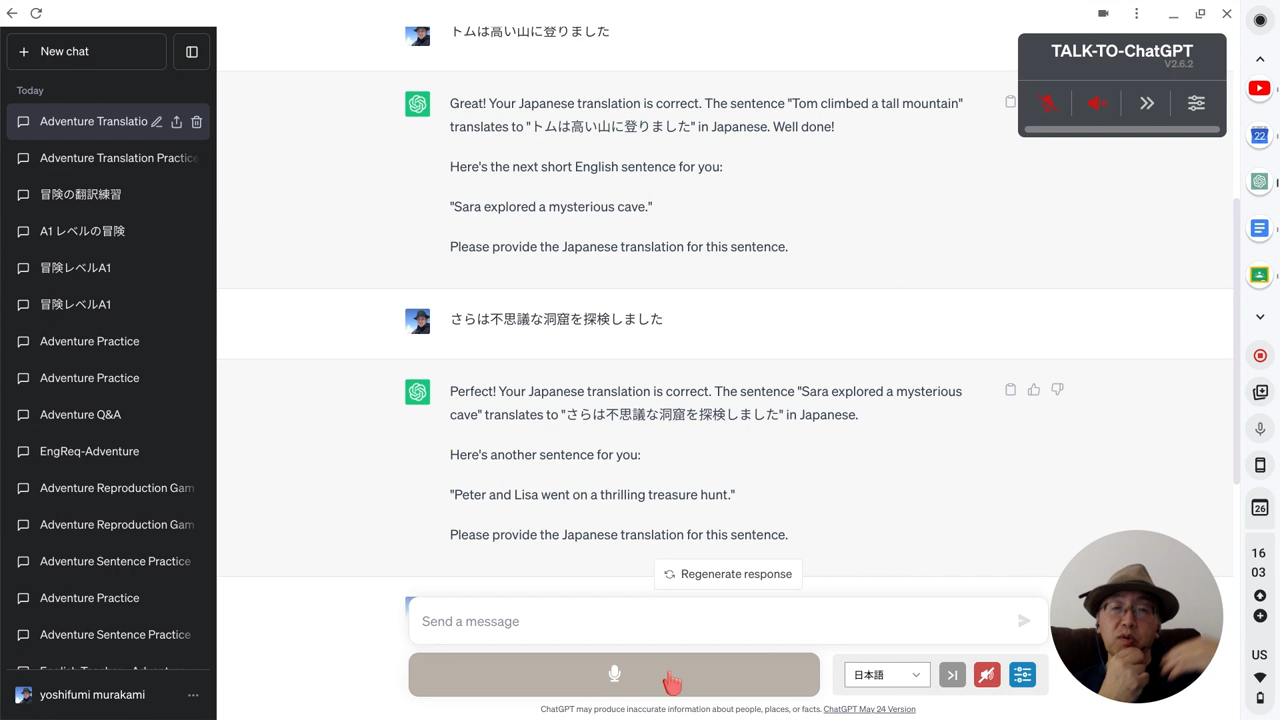 New chat
Today
Adventure Translatio
Adventure Translation Practice
冒険の翻訳練習
A1 レベルの冒険
冒険レベルA1
冒険レベルA1
Adventure Practice
Adventure Practice
Adventure Q&A
EngReq-Adventure
Adventure Reproduction Gam
Adventure Reproduction Gam
Adventure Sentence Practice
Adventure Practice
Adventure Sentence Practice
yoshifumi murakami
トムは高い山に登りました
Great! Your Japanese translation is correct. The sentence "Tom climbed a tall mountain"
translates to "トムは高い山に登りました" in Japanese. Well done!
Here's the next short English sentence for you:
"Sara explored a mysterious cave."
Please provide the Japanese translation for this sentence.
さらは不思議な洞窟を探検しました
Perfect! Your Japanese translation is correct. The sentence "Sara explored a mysterious
cave" translates to "さらは不思議な洞窟を探検しました" in Japanese.
Here's another sentence for you:
"Peter and Lisa went on a thrilling treasure hunt."
Please provide the Japanese translation for this sentence.
Regenerate response
Send a message
日本語
ChatGPT may produce inaccurate information about people, places, or facts. ChatGPT May 24 Version
TALK-TO-ChatGPT
V2.6.2
22
26
16
03
US